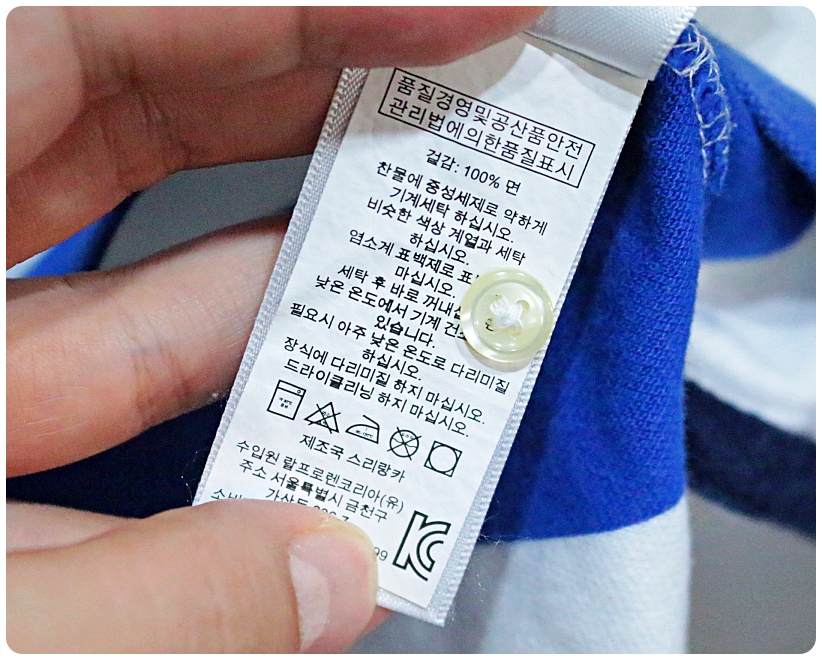 품질경영및공산품안전
관리법에의한품질표시
겉감: 100% 면
찬물에 중성세제로 약하게
기계세탁 하십시오.
비슷한 색상 계열과 세탁
하십시오.
염소계 표백제로 표
마십시오.
세탁 후 바로 꺼내
낮은 온도에서 기계 건
있습니다.
필요시 아주 낮은 온도로 다리미질
하십시오.
장식에 다리미질 하지 마십시오.
드라이클리닝 하지 마십시오.
제조국 스리랑카
수입원 랄프로렌코리아(유)
주소 서울특별시 금천구
가산동
99
KC